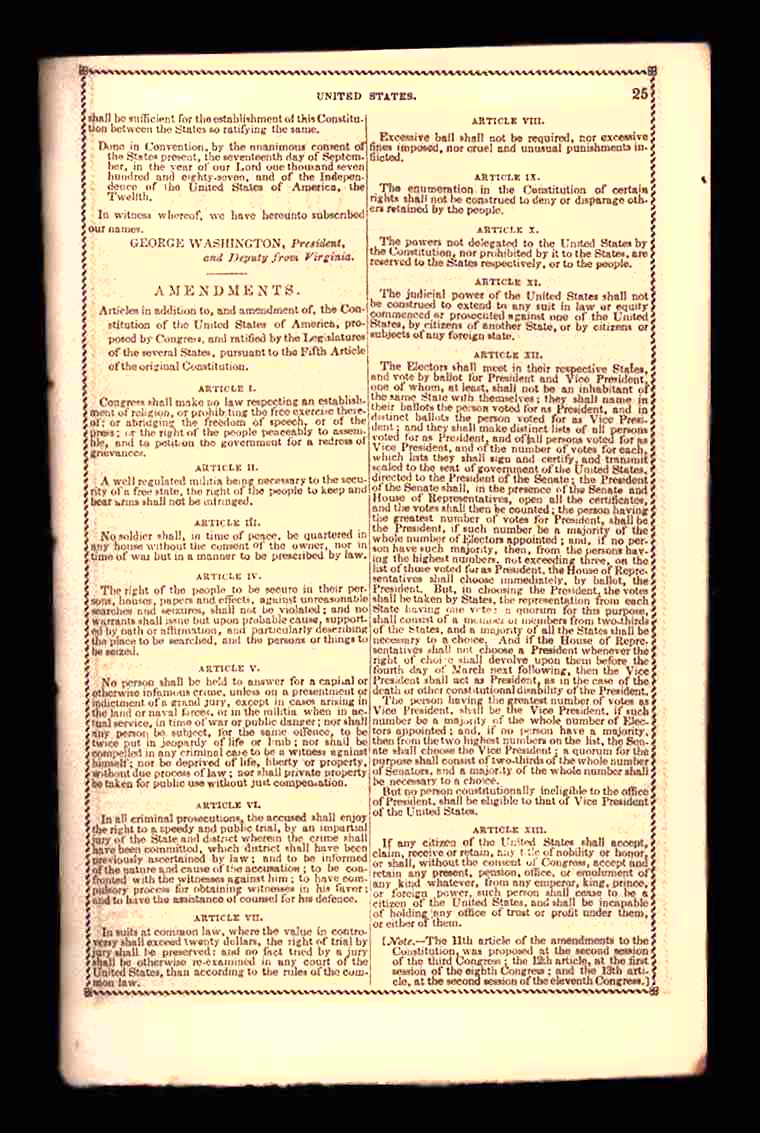 UNITED STATES.
25
shall be sufficient for the establishment of this Constitu-
tion between the States so ratifying the same.
Done in Convention, by the unanimous consent of
the States present, the seventeenth day of Septem-
ber, in the year of our Lord one thousand seven
hundred and eighty-seven, and of the Indepen-
dence of the United States of America, the
Twelfth.
In witness whereof, we have hereunto subscribed
our names.
GEORGE WASHINGTON, President,
and Deputy from Virginia.
AMENDMENTS.
Articles in addition to, and amendment of, the Con-
stitution of the United States of America, pro-
posed by Congress, and ratified by the Legislatures
of the several States, pursuant to the Fifth Article
of the original Constitution.
ARTICLE I.
Congress shall make no law respecting an establish-
ment of religion, or prohibiting the free exercise there-
of; or abridging the freedom of speech, or of the
press; or the right of the people peaceably to assem-
ble, and to petition the government for a redress of
grievances.
ARTICLE II.
A well regulated militia being necessary to the secu-
rity of a free state, the right of the people to keep and
bear arms shall not be infringed.
ARTICLE III.
No soldier shall, in time of peace, be quartered in
any house without the consent of the owner, nor in
time of war but in a manner to be prescribed by law.
ARTICLE IV.
The right of the people to be secure in their per-
sons, houses, papers and effects, against unreasonable
searches and seizures, shall not be violated; and no
warrants shall issue but upon probable cause, support-
ed by oath or affirmation, and particularly describing
the place to be searched, and the persons or things to
be seized.
ARTICLE V.
No person shall be held to answer for a capital or
otherwise infamous crime, unless on a presentment or
indictment of a grand jury, except in cases arising in
the land or naval forces, or in the militia when in ac-
tual service, in time of war or public danger; nor shall
any person be subject, for the same offence, to be
twice put in jeopardy of life or limb; nor shall be
compelled in any criminal case to be a witness against
himself; nor be deprived of life, liberty or property,
without due process of law; nor shall private property
be taken for public use without just compensation.
ARTICLE VI.
In all criminal prosecutions, the accused shall enjoy
the right to a speedy and public trial, by an impartial
jury of the State and district wherein the crime shall
have been committed, which district shall have been
previously ascertained by law; and to be informed
of the nature and cause of the accusation; to be con-
fronted with the witnesses against him; to have com-
pulsory process for obtaining witnesses in his favor;
and to have the assistance of counsel for his defence.
ARTICLE VII.
In suits at common law, where the value in contro-
versy shall exceed twenty dollars, the right of trial by
jury shall be preserved; and no fact tried by a jury
shall be otherwise re-examined in any court of the
United States, than according to the rules of the com-
mon law.
ARTICLE VIII.
Excessive bail shall not be required, nor excessive
fines imposed, nor cruel and unusual punishments in-
flicted.
ARTICLE IX.
The enumeration in the Constitution of certain
rights shall not be construed to deny or disparage oth-
ers retained by the people.
ARTICLE X.
The powers not delegated to the United States by
the Constitution, nor prohibited by it to the States, are
reserved to the States respectively, or to the people.
ARTICLE XI.
The judicial power of the United States shall not
be construed to extend to any suit in law or equity
commenced or prosecuted against one of the United
States, by citizens of another State, or by citizens or
subjects of any foreign state.
ARTICLE XII.
The Electors shall meet in their respective States,
and vote by ballot for President and Vice President,
one of whom, at least, shall not be an inhabitant of
the same State with themselves; they shall name in
their ballots the person voted for as President, and in
distinct ballots the person voted for as Vice Presi-
dent; and they shall make distinct lists of all persons
voted for as President, and of all persons voted for as
Vice President, and of the number of votes for each,
which lists they shall sign and certify, and transmit
sealed to the seat of government of the United States,
directed to the President of the Senate; the President
of the Senate shall, in the presence of the Senate and
House of Representatives, open all the certificates,
and the votes shall then be counted; the person having
the greatest number of votes for President, shall be
the President, if such number be a majority of the
whole number of Electors appointed; and, if no per-
son have such majority, then, from the persons hav-
ing the highest numbers, not exceeding three, on the
list of those voted for as President, the House of Repre-
sentatives shall choose immediately, by ballot, the
President. But, in choosing the President, the votes
shall be taken by States, the representation from each
State having one vote: a quorum for this purpose,
shall consist of a member or members from two-thirds
of the States, and a majority of all the States shall be
necessary to a choice. And if the House of Repre-
sentatives shall not choose a President whenever the
right of choice shall devolve upon them before the
fourth day of March next following, then the Vice
President shall act as President, as in the case of the
death or other constitutional disability of the President.
The person having the greatest number of votes as
Vice President, shall be the Vice President, if such
number be a majority of the whole number of Elec-
tors appointed; and, if no person have a majority,
then from the two highest numbers on the list, the Sen-
ate shall choose the Vice President; a quorum for the
purpose shall consist of two-thirds of the whole number
of Senators, and a majority of the whole number shall
be necessary to a choice.
But no person constitutionally ineligible to the office
of President, shall be eligible to that of Vice President
of the United States.
ARTICLE XIII.
If any citizen of the United States shall accept,
claim, receive or retain, any title of nobility or honor,
or shall, without the consent of Congress, accept and
retain any present, pension, office, or emolument of
any kind whatever, from any emperor, king, prince,
or foreign power, such person shall cease to be a
citizen of the United States, and shall be incapable
of holding any office of trust or profit under them,
or either of them.
[Note.—The 11th article of the amendments to the
Constitution, was proposed at the second session
of the third Congress; the 12th article, at the first
session of the eighth Congress; and the 13th arti-
cle, at the second session of the eleventh Congress.]